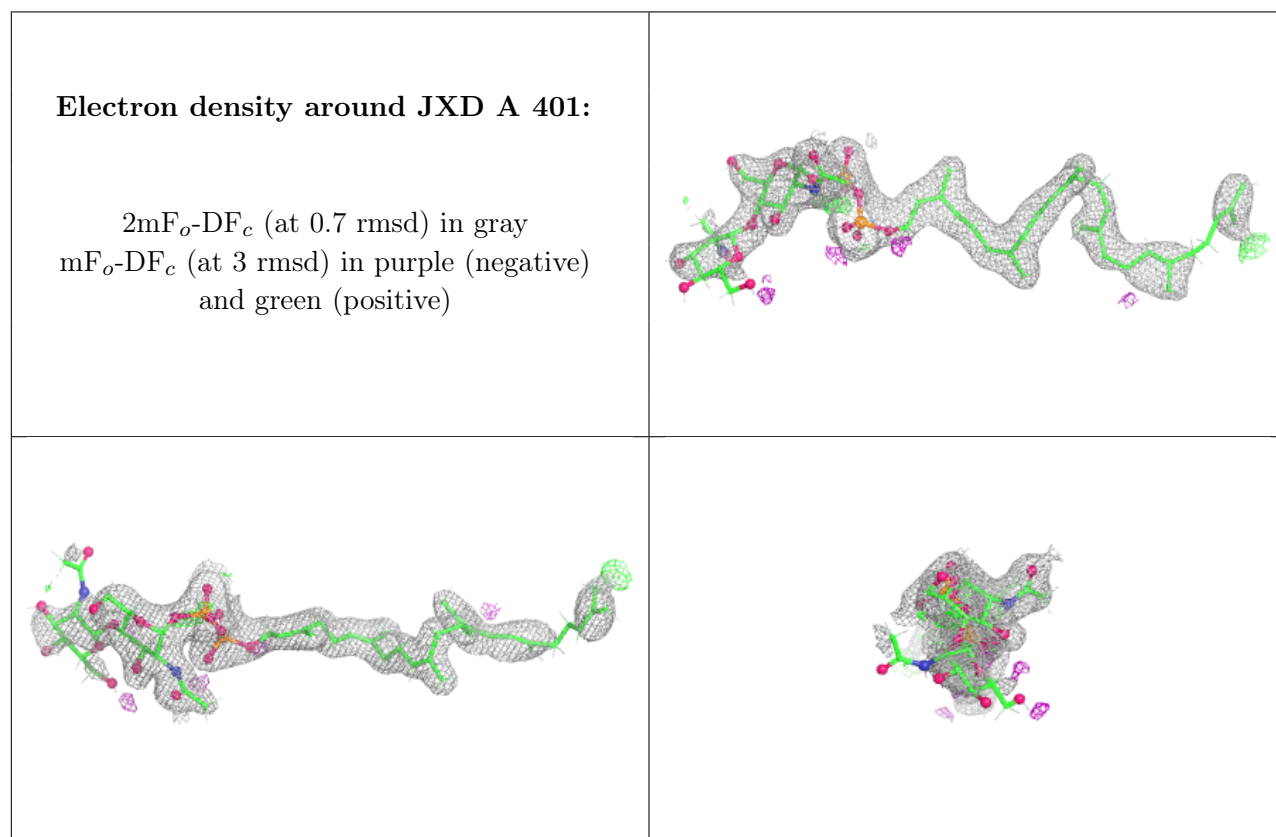 Electron density around JXD A 401:
2mFₒ-DF𝒸 (at 0.7 rmsd) in gray
mFₒ-DF𝒸 (at 3 rmsd) in purple (negative)
and green (positive)